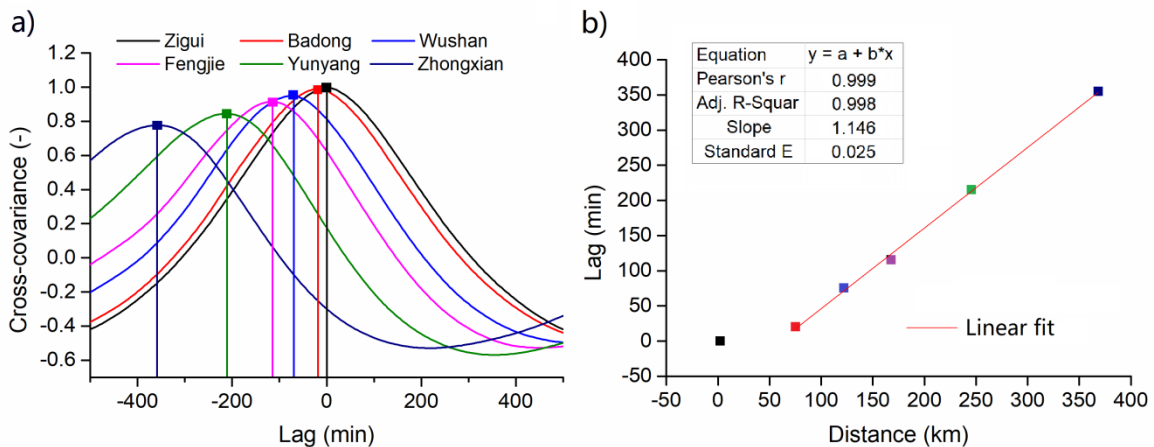 a)
Zigui Badong Wushan
Fengjie Yunyang Zhongxian
1.2
1.0
0.8
0.6
0.4
0.2
0.0
-0.2
-0.4
-0.6
Cross-covariance (-)
-400 -200 0 200 400
Lag (min)
b)
Equation y = a + b*x
Pearson's r 0.999
Adj. R-Squar 0.998
Slope 1.146
Standard E 0.025
400
350
300
250
200
150
100
50
0
-50
Lag (min)
Linear fit
-50 0 50 100 150 200 250 300 350 400
Distance (km)